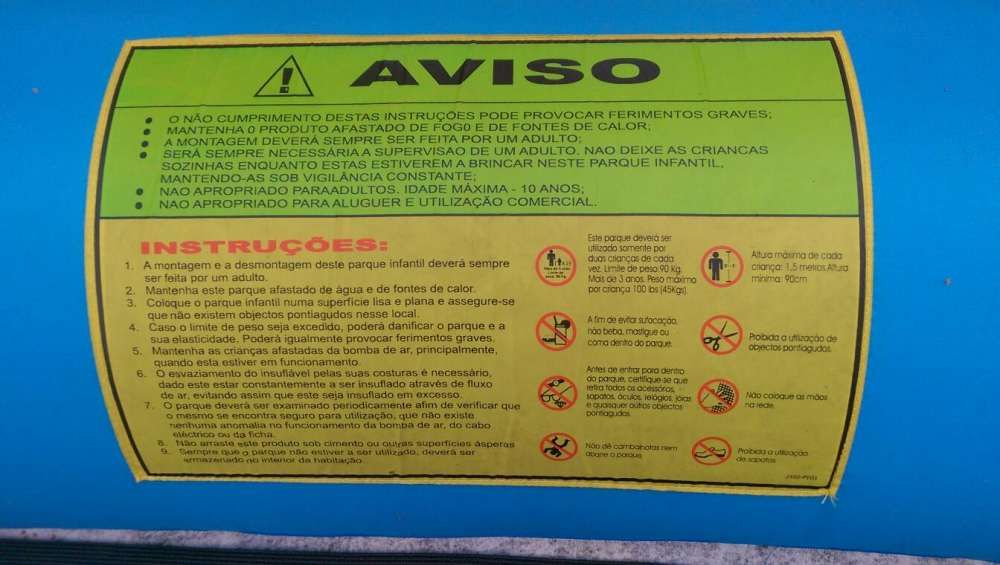 AVISO
• O NÃO CUMPRIMENTO DESTAS INSTRUÇÕES PODE PROVOCAR FERIMENTOS GRAVES;
• MANTENHA O PRODUTO AFASTADO DE FOGO E DE FONTES DE CALOR;
• A MONTAGEM DEVERÁ SEMPRE SER FEITA POR UM ADULTO;
• SERÁ SEMPRE NECESSÁRIA A SUPERVISAO DE UM ADULTO, NAO DEIXE AS CRIANCAS
SOZINHAS ENQUANTO ESTAS ESTIVEREM A BRINCAR NESTE PARQUE INFANTIL,
MANTENDO-AS SOB VIGILÂNCIA CONSTANTE;
• NAO APROPRIADO PARAADULTOS. IDADE MÁXIMA - 10 ANOS;
• NAO APROPRIADO PARA ALUGUER E UTILIZAÇÃO COMERCIAL.
INSTRUÇÕES:
1. A montagem e a desmontagem deste parque infantil deverá sempre
ser feita por um adulto.
2. Mantenha este parque afastado de água e de fontes de calor.
3. Coloque o parque infantil numa superfície lisa e plana e assegure-se
que não existem objectos pontiagudos nesse local.
4. Caso o limite de peso seja excedido, poderá danificar o parque e a
sua elasticidade. Poderá igualmente provocar ferimentos graves.
5. Mantenha as crianças afastadas da bomba de ar, principalmente,
quando esta estiver em funcionamento.
6. O esvaziamento do insuflável pelas suas costuras é necessário,
dado este estar constantemente a ser insuflado através de fluxo
de ar, evitando assim que este seja insuflado em excesso.
7. O parque deverá ser examinado periodicamente afim de verificar que
o mesmo se encontra seguro para utilização, que não existe
nenhuma anomalia no funcionamento da bomba de ar, do cabo
eléctrico ou da ficha.
8. Não arraste este produto sob cimento ou outras superfícies ásperas
9. Sempre que o parque não estiver a ser utilizado, deverá ser
armazenado no interior da habitação.
Este parque deverá ser
utilizado somente por
duas crianças de cada
vez. Limite de peso:90 Kg.
Mais de 3 anos. Peso máximo
por criança 100 lbs (45Kgs).
A fim de evitar sufocação,
não beba, mastigue ou
coma dentro do parque.
Antes de entrar para dentro
do parque, certifique-se que
retira todos os acessórios,
sapatos, óculos, relógios, jóias
e quaisquer outros objectos
pontiagudos.
Não dê cambalhotas nem
abane o parque.
Altura máxima de cada
criança: 1,5 metros.Altura
mínima: 90cm
Proibida a utilização de
objectos pontiagudos.
Não coloque as mãos
na rede.
Proibida a utilização
de sapatos.